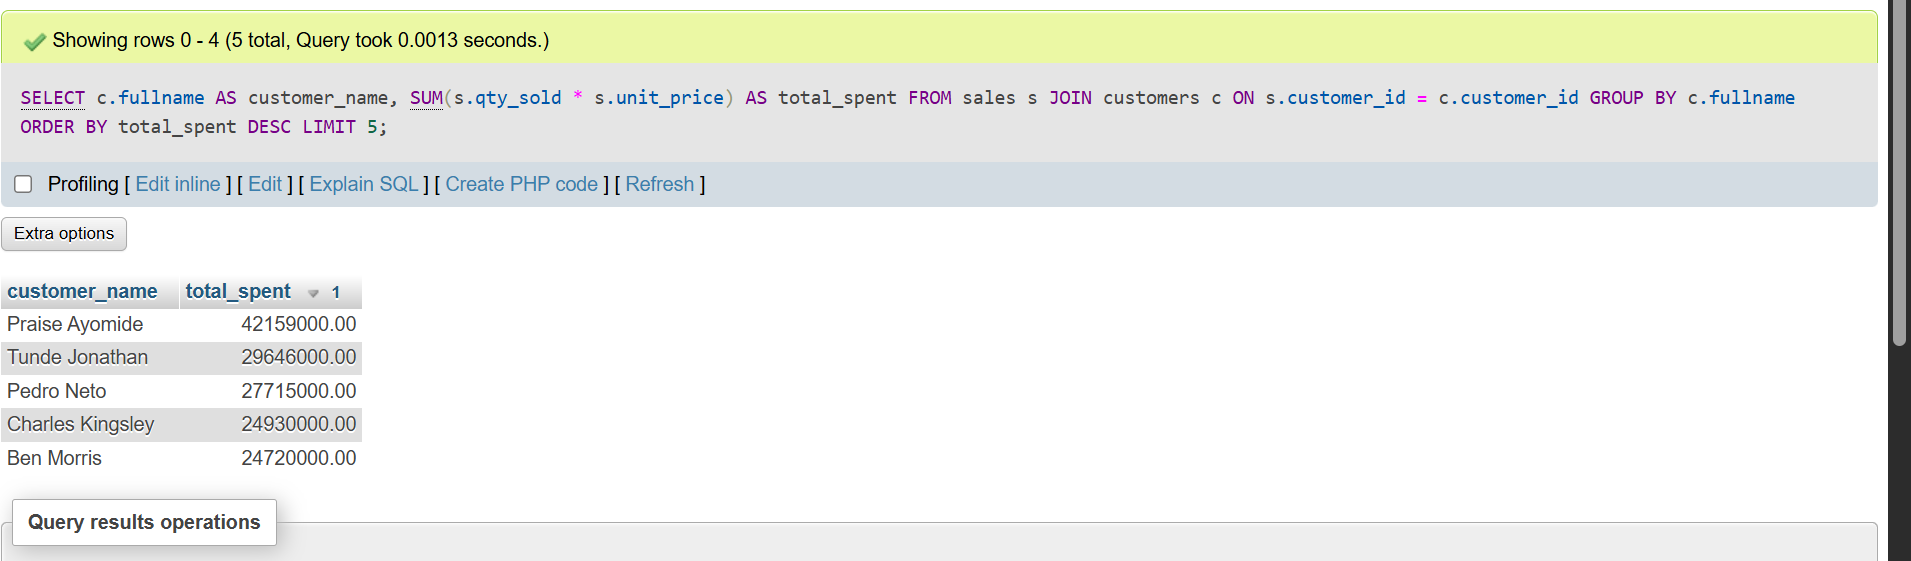 Showing rows 0 - 4 (5 total, Query took 0.0013 seconds.)
SELECT c.fullname AS customer_name, SUM(s.qty_sold * s.unit_price) AS total_spent FROM sales s JOIN customers c ON s.customer_id = c.customer_id GROUP BY c.fullname
ORDER BY total_spent DESC LIMIT 5;
Profiling [ Edit inline ] [ Edit ] [ Explain SQL ] [ Create PHP code ] [ Refresh ]
Extra options
customer_name total_spent 1
Praise Ayomide 42159000.00
Tunde Jonathan 29646000.00
Pedro Neto 27715000.00
Charles Kingsley 24930000.00
Ben Morris 24720000.00
Query results operations